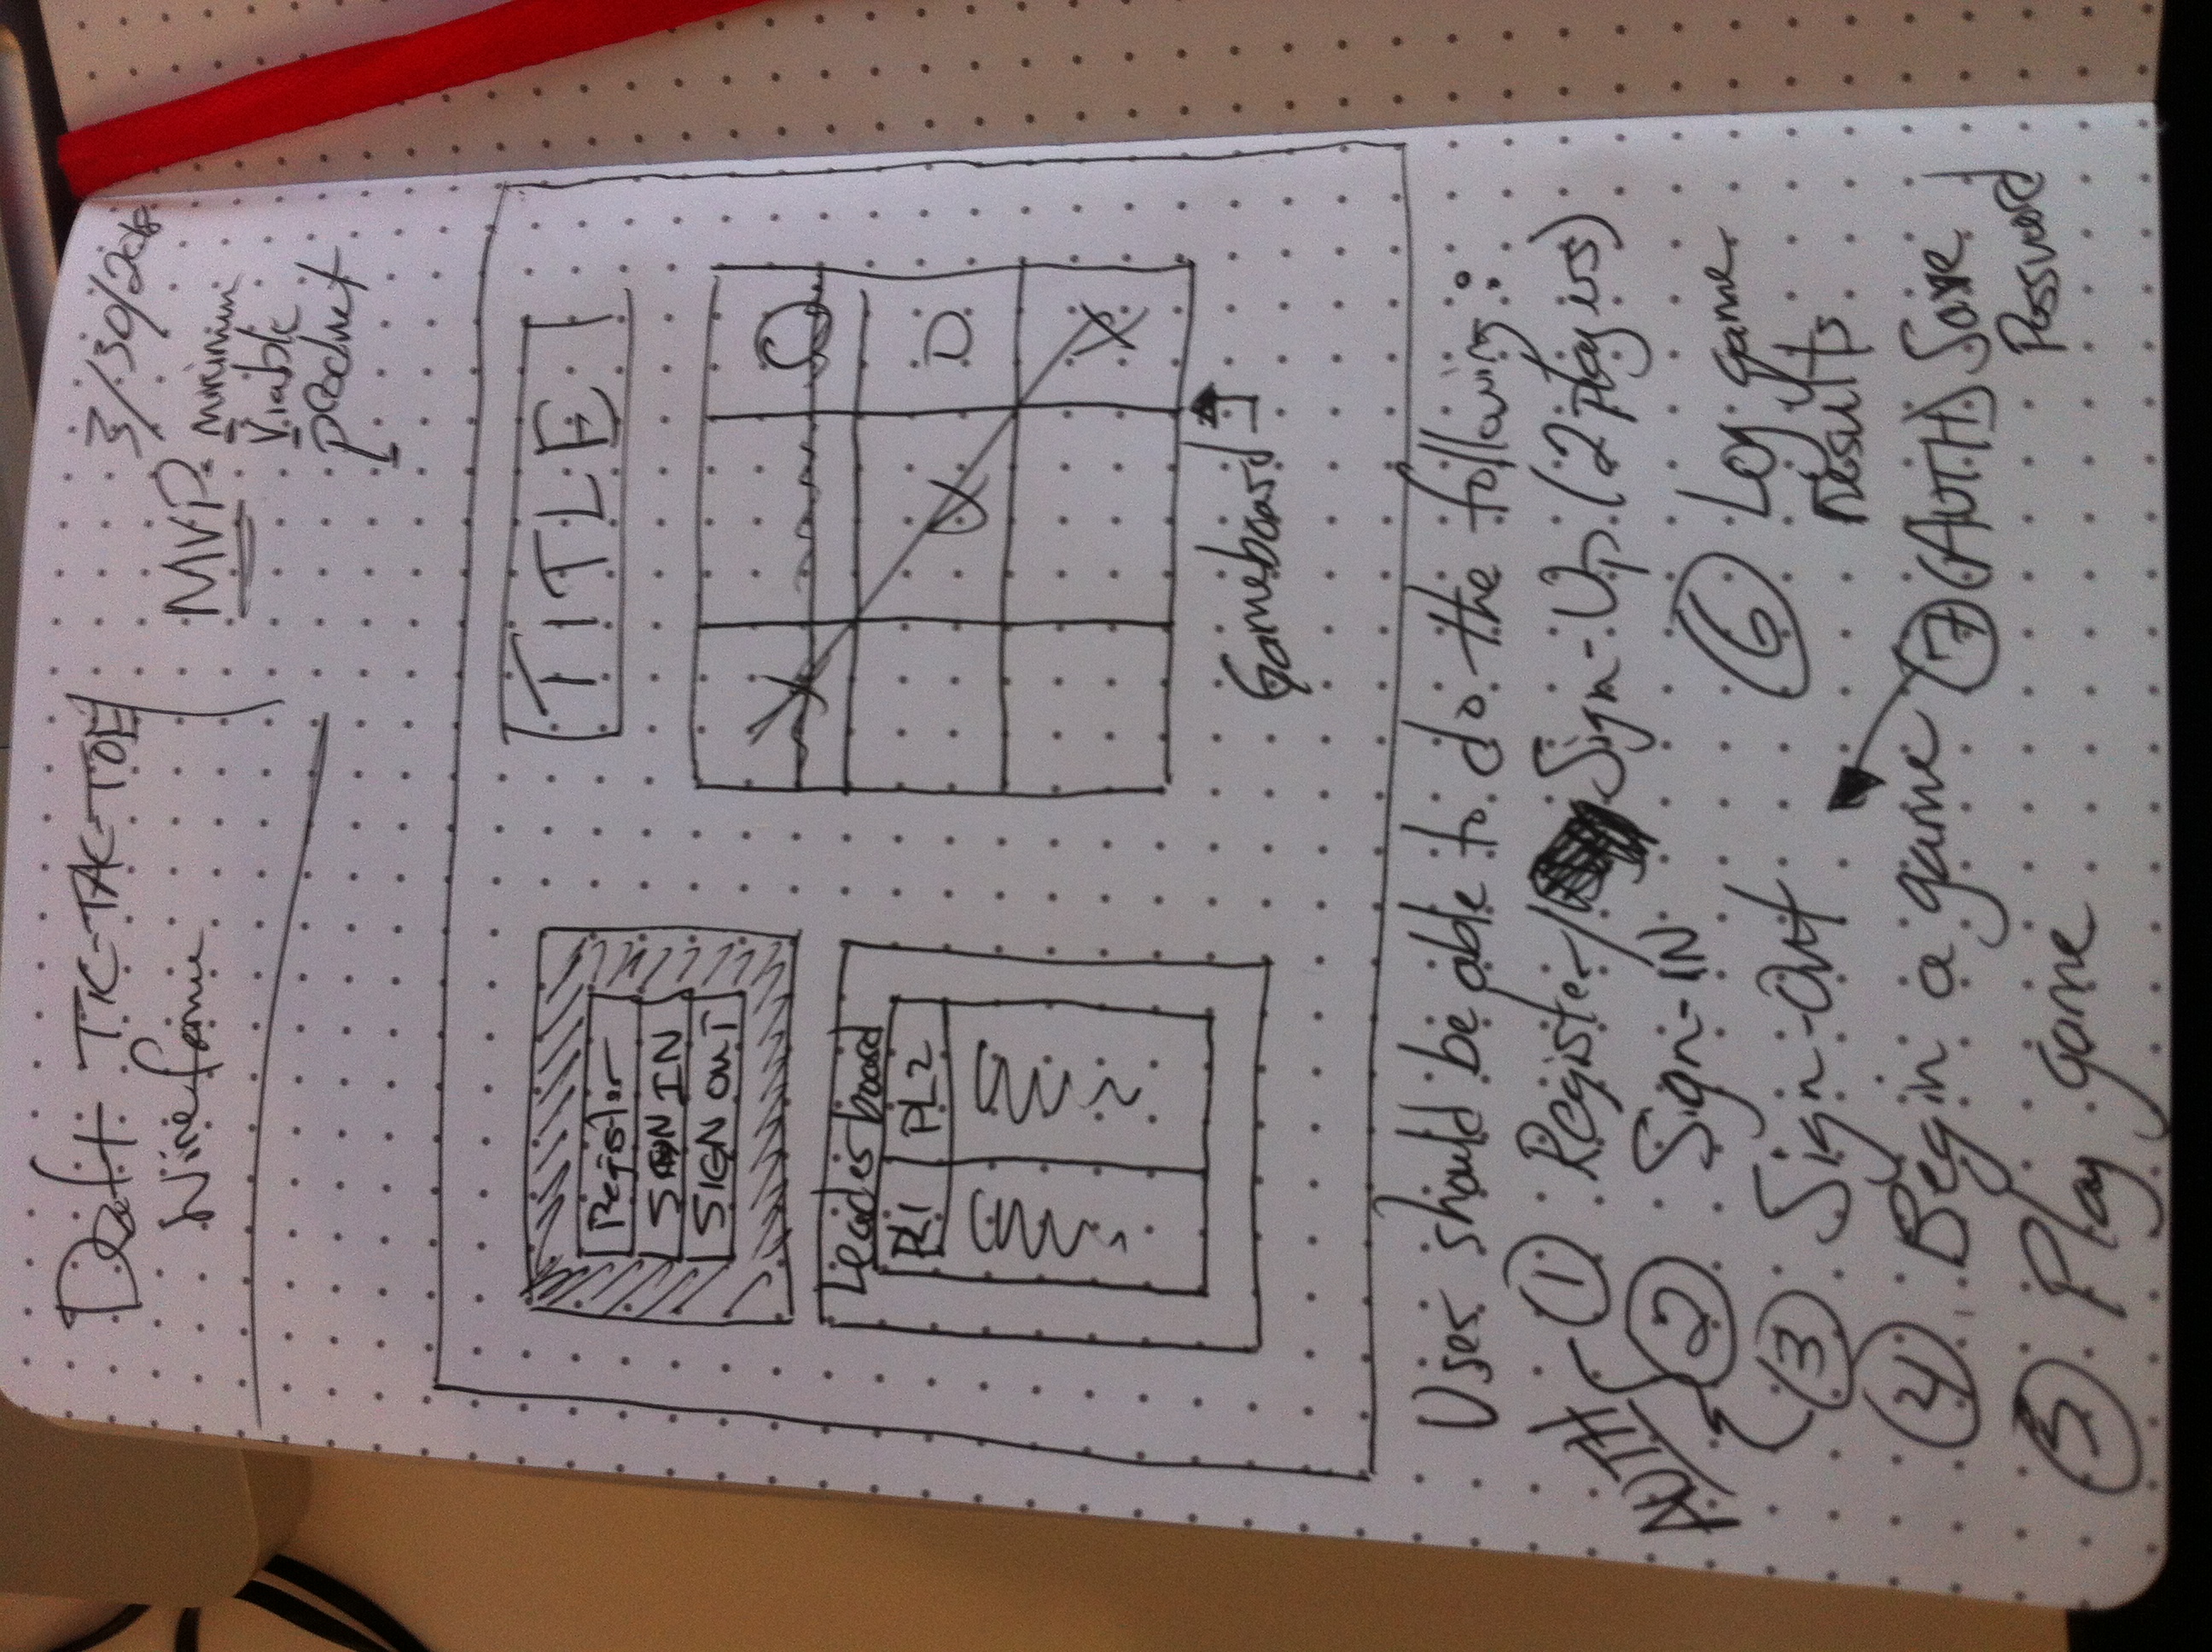 Draft TIC-TAC-TOE
Wireframe
3/30/2018
MVP - minimum
Viable
product
TITLE
Register
SIGN IN
SIGN OUT
X
O
Leaderboard
PL1 PL2
X
O
X
Gameboard
User should be able to do the following:
AUTH
1 Register/Sign-Up (2 players)
2 Sign-IN
3 Sign-Out
4 Begin a game
5 Play game
6 Log game
results
7 (AUTH) Save
Password